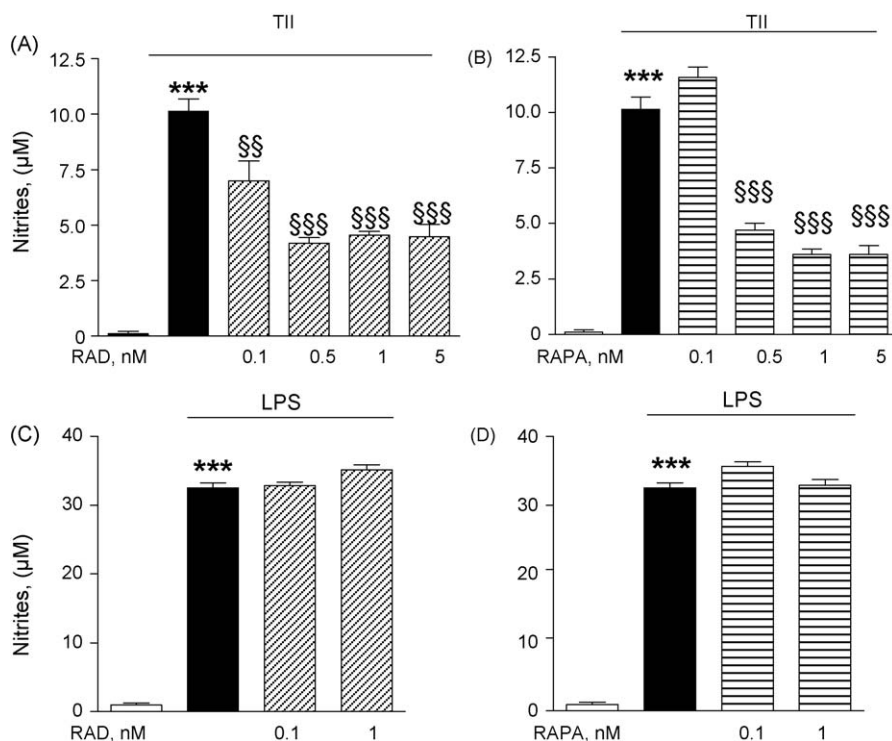 TII
(A)
12.5
10.0
7.5
5.0
2.5
0
Nitrites, (µM)
***
§§
§§§
§§§
§§§
RAD, nM 0.1 0.5 1 5
TII
(B)
12.5
10.0
7.5
5.0
2.5
0
***
§§§
§§§
§§§
RAPA, nM 0.1 0.5 1 5
LPS
(C)
40
30
20
10
0
Nitrites, (µM)
***
RAD, nM 0.1 1
LPS
(D)
40
30
20
10
0
***
RAPA, nM 0.1 1